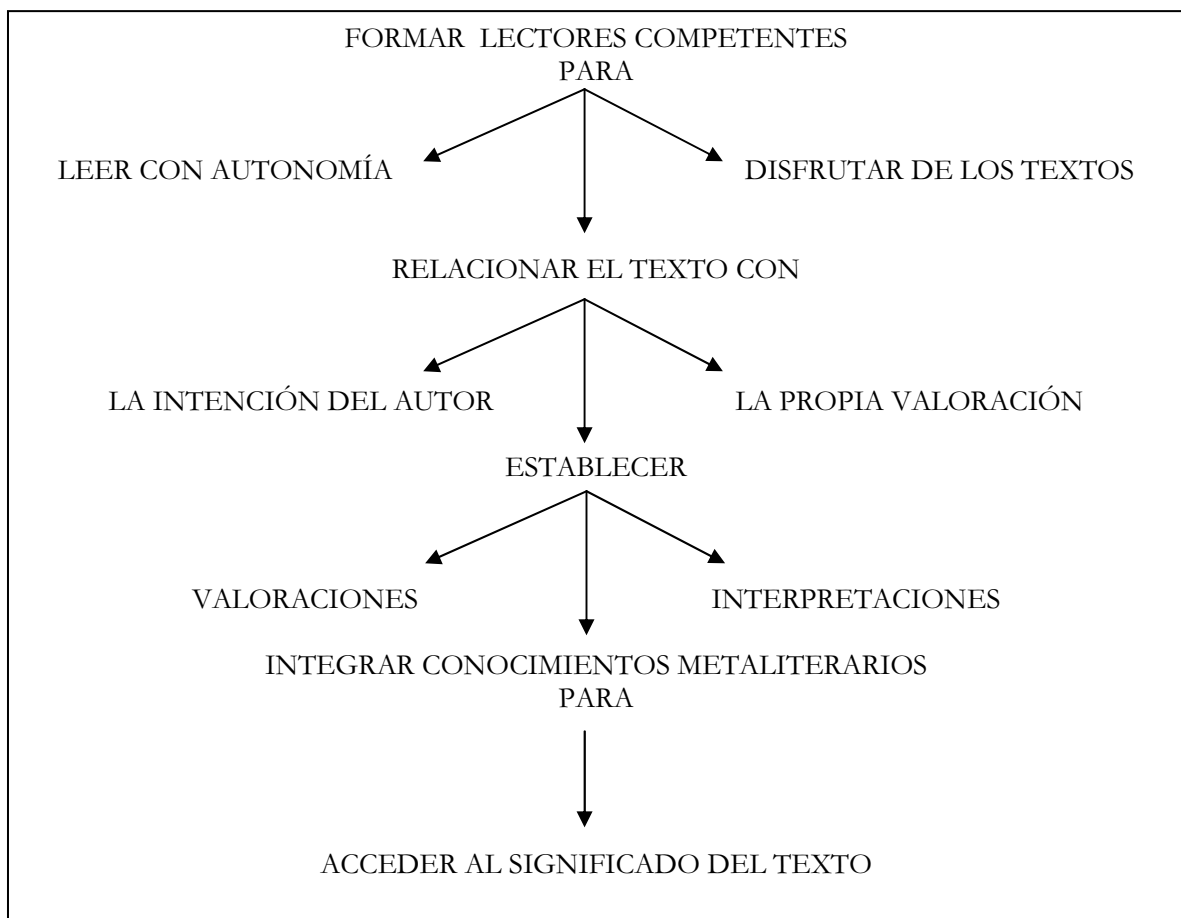 FORMAR LECTORES COMPETENTES
PARA
LEER CON AUTONOMÍA
DISFRUTAR DE LOS TEXTOS
RELACIONAR EL TEXTO CON
LA INTENCIÓN DEL AUTOR
LA PROPIA VALORACIÓN
ESTABLECER
VALORACIONES
INTERPRETACIONES
INTEGRAR CONOCIMIENTOS METALITERARIOS
PARA
ACCEDER AL SIGNIFICADO DEL TEXTO